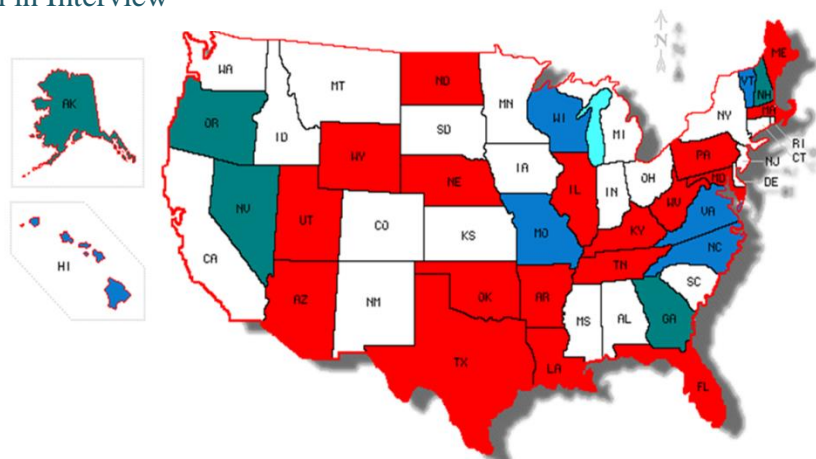 in Interview
WA
MT
ND
MN
ME
VT
NH
AK
OR
ID
SD
WI
MI
NY
MA
RI
CT
WY
IA
PA
NJ
NE
OH
DE
NV
UT
IL
IN
MD
CO
WV
VA
HI
CA
KS
MO
KY
NC
TN
AZ
NM
OK
AR
SC
MS
AL
GA
TX
LA
FL